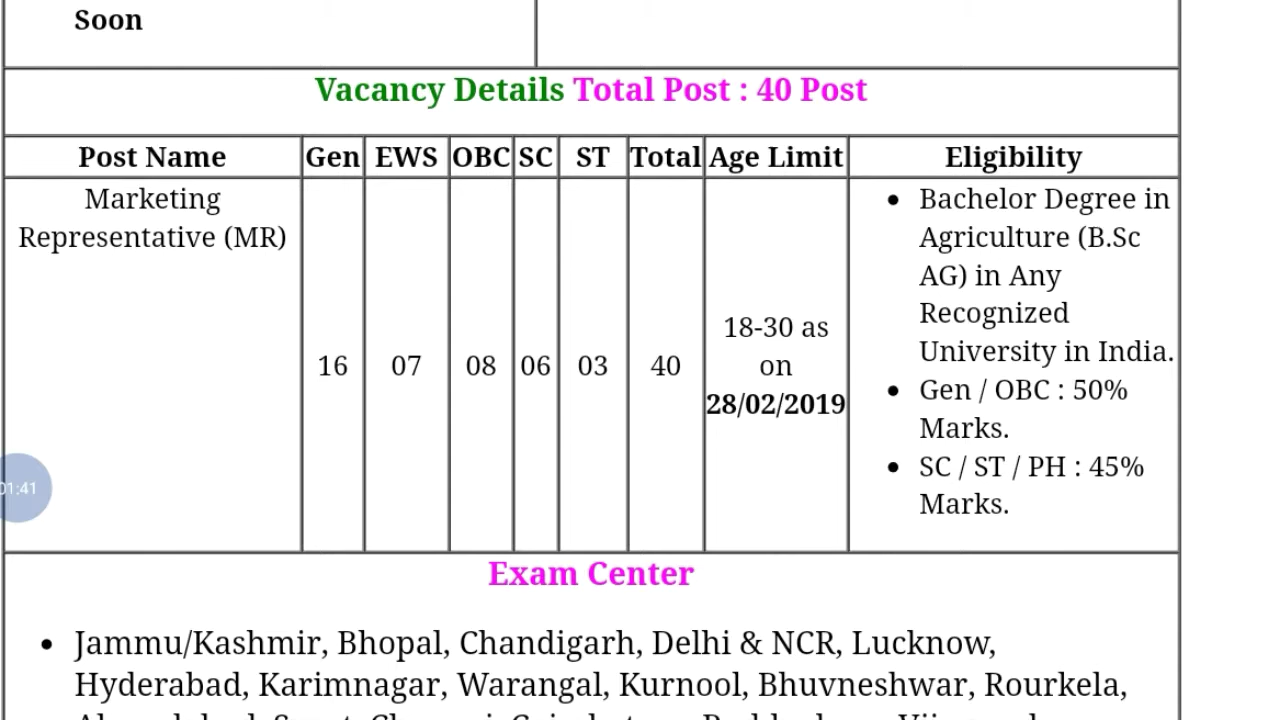 Soon
Vacancy Details Total Post : 40 Post
Post Name Gen EWS OBC SC ST Total Age Limit Eligibility
Marketing
Representative (MR)
16 07 08 06 03 40
18-30 as
on
28/02/2019
• Bachelor Degree in
Agriculture (B.Sc
AG) in Any
Recognized
University in India.
• Gen / OBC : 50%
Marks.
• SC / ST / PH : 45%
Marks.
01:41
Exam Center
• Jammu/Kashmir, Bhopal, Chandigarh, Delhi & NCR, Lucknow,
Hyderabad, Karimnagar, Warangal, Kurnool, Bhuvneshwar, Rourkela,